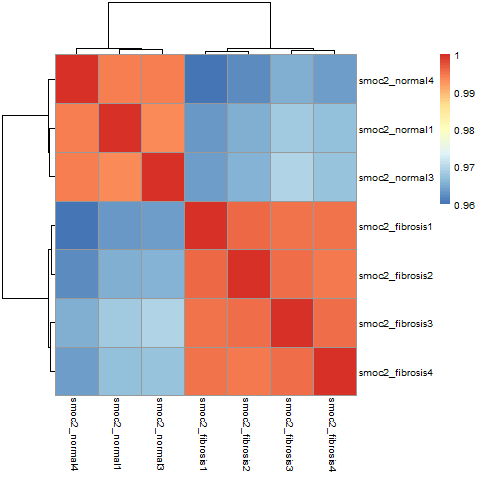 1
0.99
0.98
0.97
0.96
smoc2_normal4
smoc2_normal1
smoc2_normal3
smoc2_fibrosis1
smoc2_fibrosis2
smoc2_fibrosis3
smoc2_fibrosis4
smoc2_normal4
smoc2_normal1
smoc2_normal3
smoc2_fibrosis1
smoc2_fibrosis2
smoc2_fibrosis3
smoc2_fibrosis4